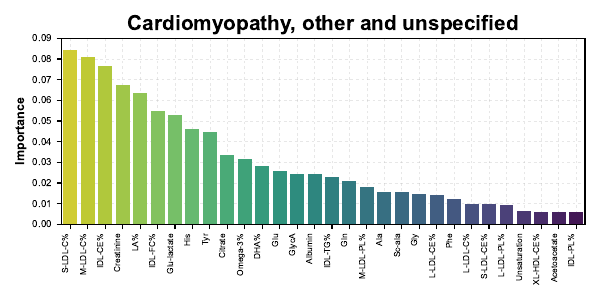 Cardiomyopathy, other and unspecified
Importance
0.09
0.08
0.07
0.06
0.05
0.04
0.03
0.02
0.01
0.00
S-LDL-C%
M-LDL-C%
IDL-CE%
Creatinine
LA%
IDL-FC%
Glu-lactate
His
Tyr
Citrate
Omega-3%
DHA%
Glu
GlycA
Albumin
IDL-TG%
Gln
M-LDL-PL%
Ala
Sc-ala
Gly
L-LDL-CE%
Phe
L-LDL-C%
S-LDL-CE%
L-LDL-PL%
Unsaturation
XL-HDL-CE%
Acetoacetate
IDL-PL%